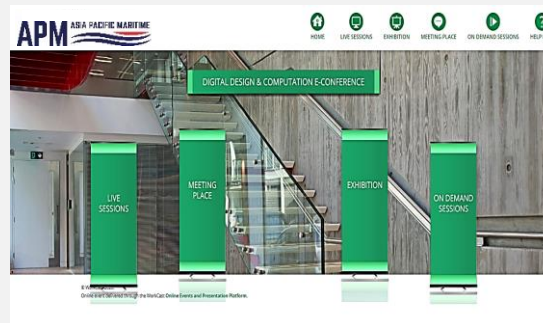 APM ASIA PACIFIC MARITIME
HOME LIVE SESSIONS EXHIBITION MEETING PLACE ON DEMAND SESSIONS HELP
DIGITAL DESIGN & COMPUTATION E-CONFERENCE
LIVE
SESSIONS
MEETING
PLACE
EXHIBITION
ON DEMAND
SESSIONS
Online event delivered through the WorkCast Online Events and Presentation Platform.